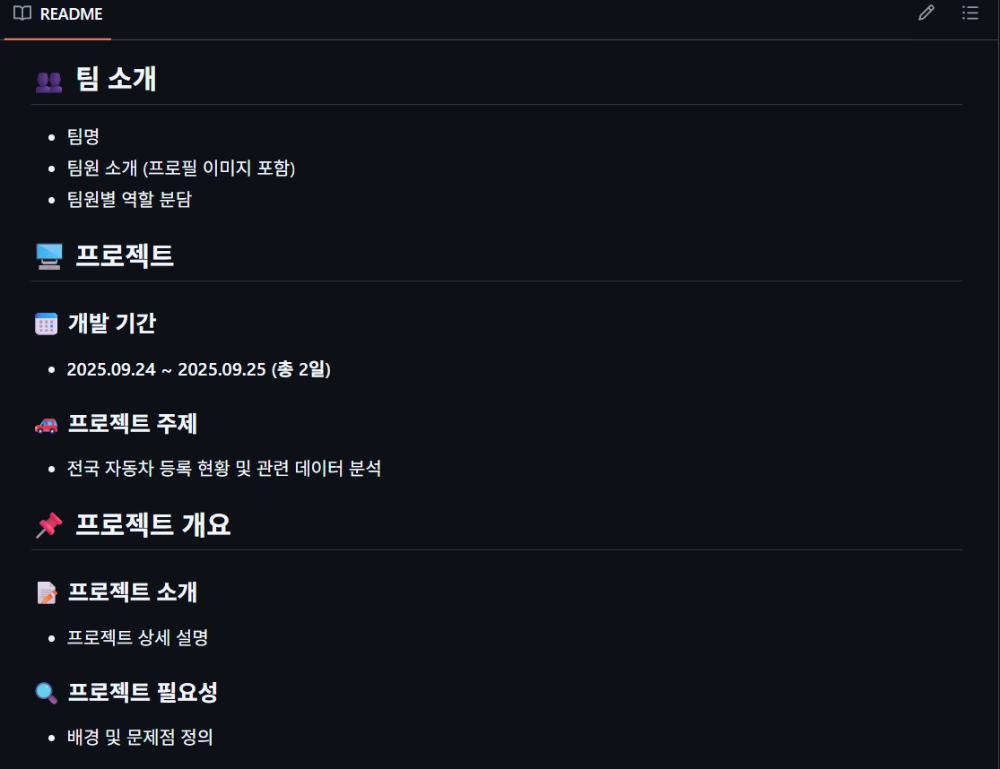 README
팀 소개
팀명
팀원 소개 (프로필 이미지 포함)
팀원별 역할 분담
프로젝트
개발 기간
2025.09.24 ~ 2025.09.25 (총 2일)
프로젝트 주제
전국 자동차 등록 현황 및 관련 데이터 분석
프로젝트 개요
프로젝트 소개
프로젝트 상세 설명
프로젝트 필요성
배경 및 문제점 정의